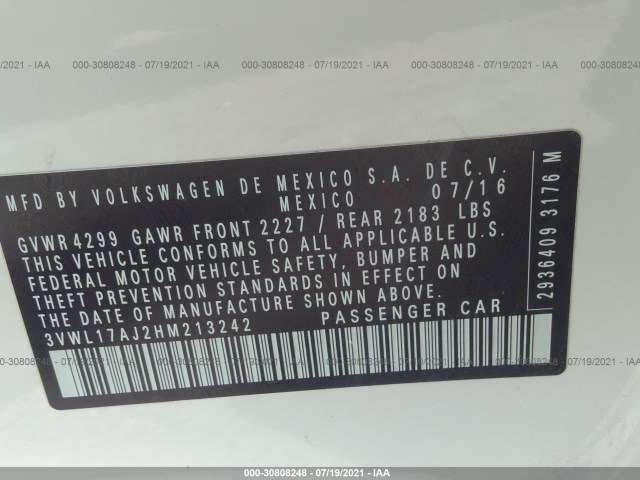 000-30808248 - 07/19/2021 - IAA
MFD BY VOLKSWAGEN DE MEXICO S.A. DE C.V.
MEXICO 07/16
GVWR4299 GAWR FRONT 2227 / REAR 2183 LBS
THIS VEHICLE CONFORMS TO ALL APPLICABLE U.S.
FEDERAL MOTOR VEHICLE SAFETY, BUMPER AND
THEFT PREVENTION STANDARDS IN EFFECT ON
THE DATE OF MANUFACTURE SHOWN ABOVE.
3VWL17AJ2HM213242 PASSENGER CAR
2936409 3176 M
000-30808248 - 07/19/2021 - IAA